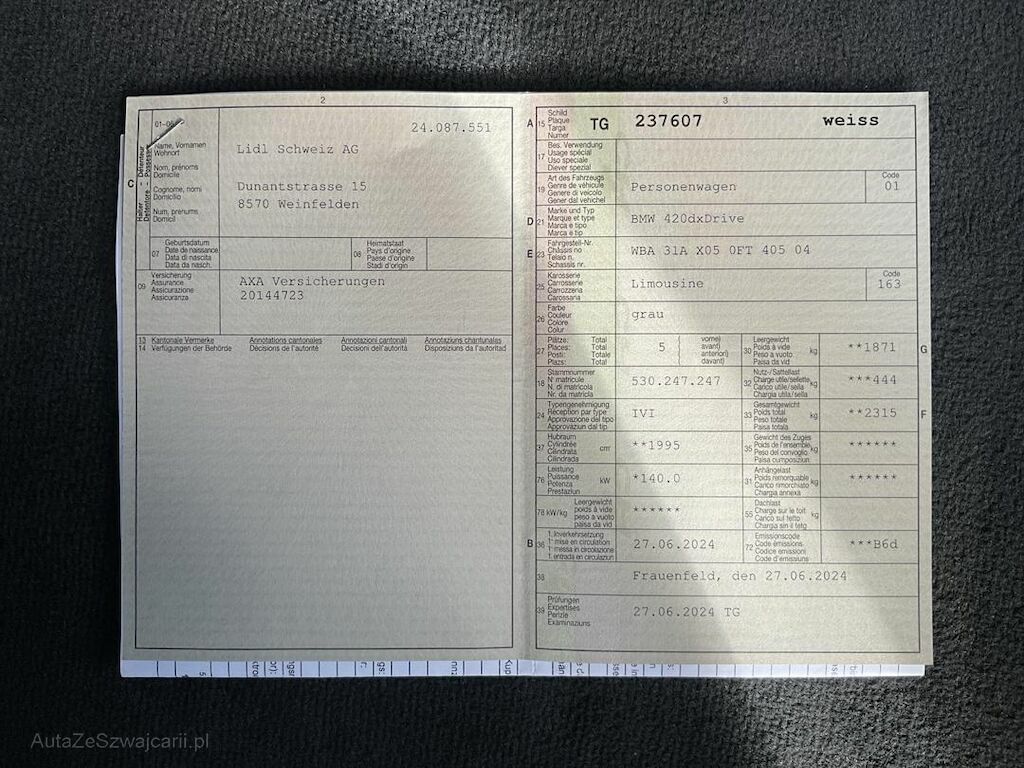 2
01-06
24.087.551
Halter - Détenteur
Detentore - Possessur
C
Name, Vornamen
Wohnort
Nom, prénoms
Domicile
Cognome, nomi
Domicilio
Num, prenums
Domicil
Lidl Schweiz AG
Dunantstrasse 15
8570 Weinfelden
07
Geburtsdatum
Date de naissance
Data di nascita
Data da nasch.
08
Heimatstaat
Pays d'origine
Paese d'origine
Stadi d'origin
09
Versicherung
Assurance
Assicurazione
Assicuranza
AXA Versicherungen
20144723
13 Kantonale Vermerke Annotations cantonales Annotazioni cantonali Annotaziuns chantunalas
14 Verfügungen der Behörde Décisions de l'autorité Decisioni dell'autorità Disposiziuns da l'autoritad
3
A 15
Schild
Plaque
Targa
Numer
TG 237607 weiss
17
Bes. Verwendung
Usage spécial
Uso speciale
Diever spezial
19
Art des Fahrzeugs
Genre de véhicule
Genere di veicolo
Gener dal vehichel
Personenwagen
Code
01
D 21
Marke und Typ
Marque et type
Marca e tipo
Marca e tip
BMW 420dxDrive
E 23
Fahrgestell-Nr.
Châssis no
Telaio n.
Schassis nr.
WBA 31A X05 0FT 405 04
25
Karosserie
Carrosserie
Carrozzeria
Carossaria
Limousine
Code
163
26
Farbe
Couleur
Colore
Colur
grau
27
Plätze: Total
Places: Total
Posti: Totale
Plazs: Total
5
vorne)
avant)
anteriori)
davant)
30
Leergewicht
Poids à vide
Peso a vuoto
Paisa da vid
kg
**1871
G
18
Stammnummer
N° matricule
N. di matricola
Nr. da matricla
530.247.247
32
Nutz-/Sattellast
Charge utile/sellette
Carico utile/sella
Chargia utila/sella
kg
***444
24
Typengenehmigung
Réception par type
Approvazione del tipo
Approvaziun dal tip
IVI
33
Gesamtgewicht
Poids total
Peso totale
Paisa totala
kg
**2315
F
37
Hubraum
Cylindrée
Cilindrata
Cilindrada
cm³
**1995
35
Gewicht des Zuges
Poids de l'ensemble
Peso del convoglio
Paisa cumposiziun
kg
******
76
Leistung
Puissance
Potenza
Prestaziun
kW
*140.0
31
Anhängelast
Poids remorquable
Carico rimorchiato
Chargia annexa
kg
******
78 kW/kg
Leergewicht
poids à vuoto
peso a vuoto
paisa da vid
******
55
Dachlast
Charge sur le toit
Carico sul tetto
Chargia sin il tetg
kg
B 36
1. Inverkehrsetzung
1re mise en circulation
1a messa in circolazione
1. entrada en circulaziun
27.06.2024
72
Emissionscode
Code émissions
Codice emissioni
Code d'emissiuns
***B6d
38
Frauenfeld, den 27.06.2024
39
Prüfungen
Expertises
Perizie
Examinaziuns
27.06.2024 TG
AutaZeSzwajcarii.pl